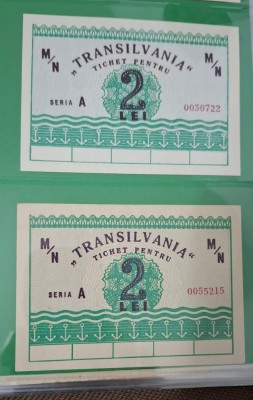 M/N „TRANSILVANIA“ M/N
TICHET PENTRU
2
SERIA A 0030722
LEI
M/N „TRANSILVANIA“ M/N
TICHET PENTRU
2
SERIA A 0055215
LEI